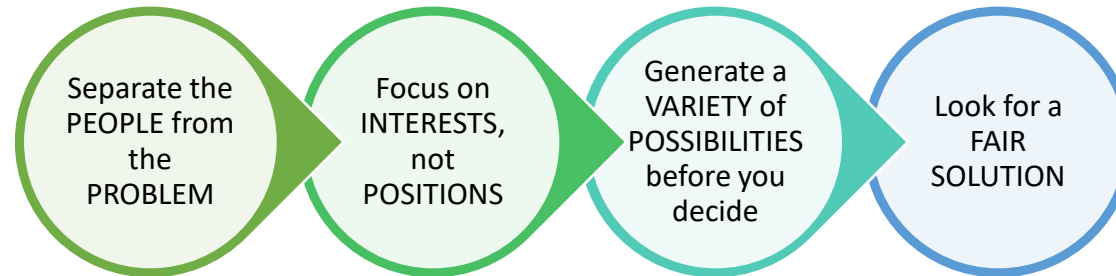 Separate the
PEOPLE from
the
PROBLEM
Focus on
INTERESTS,
not
POSITIONS
Generate a
VARIETY of
POSSIBILITIES
before you
decide
Look for a
FAIR
SOLUTION